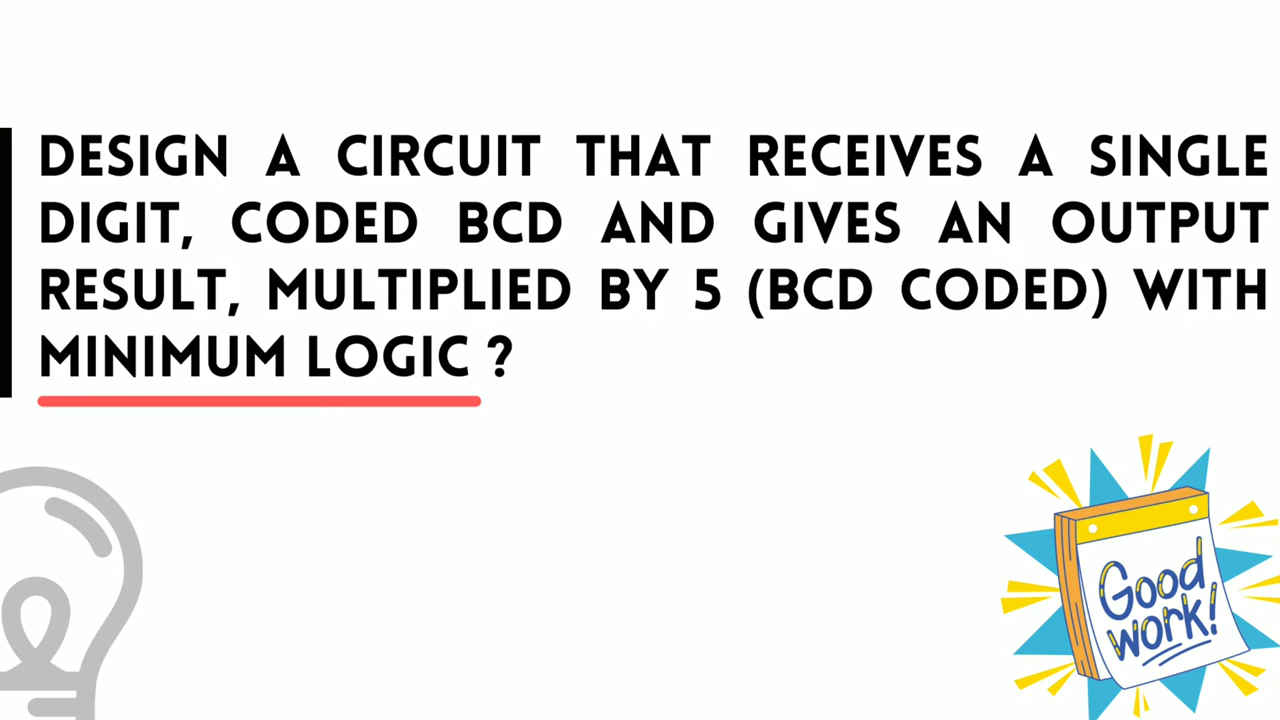 DESIGN A CIRCUIT THAT RECEIVES A SINGLE
DIGIT, CODED BCD AND GIVES AN OUTPUT
RESULT, MULTIPLIED BY 5 (BCD CODED) WITH
MINIMUM LOGIC ?
Good
work!